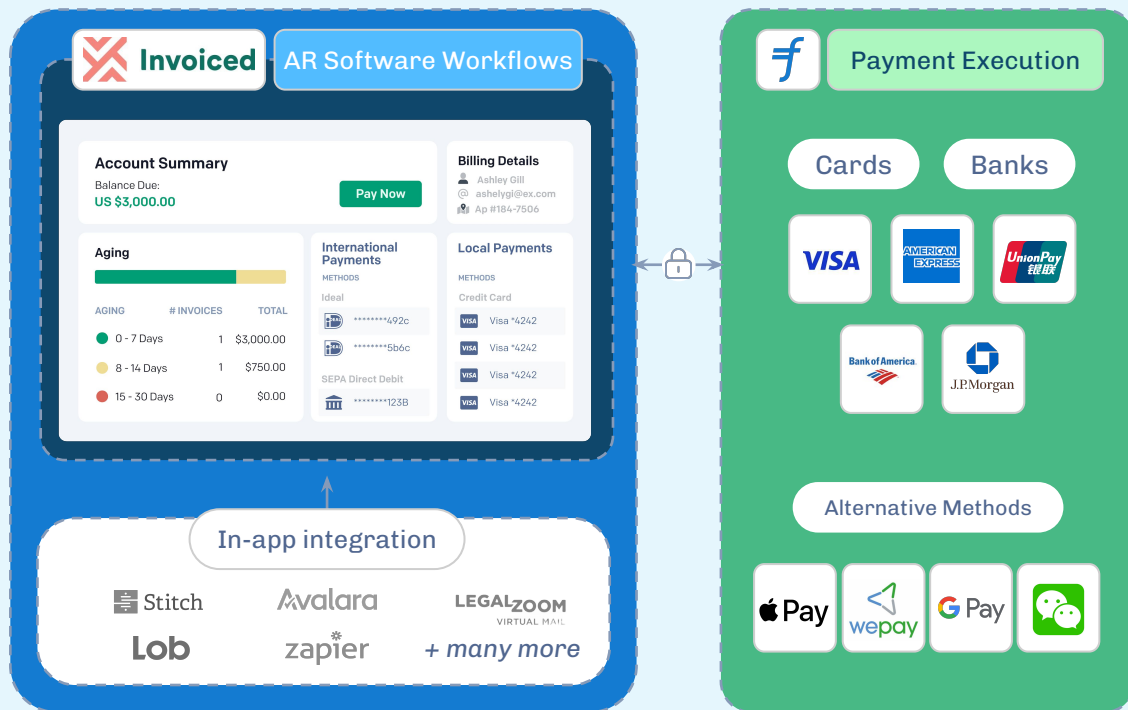 Invoiced
AR Software Workflows
Account Summary
Balance Due:
US $3,000.00
Pay Now
Billing Details
Ashley Gill
ashelygi@ex.com
Ap #184-7506
Aging
AGING # INVOICES TOTAL
0 - 7 Days 1 $3,000.00
8 - 14 Days 1 $750.00
15 - 30 Days 0 $0.00
International
Payments
METHODS
Ideal
********492c
********5b6c
SEPA Direct Debit
********123B
Local Payments
METHODS
Credit Card
VISA Visa *4242
VISA Visa *4242
VISA Visa *4242
VISA Visa *4242
In-app integration
Stitch
Avalara
LEGALZOOM
VIRTUAL MAIL
Lob
zapier
+ many more
Payment Execution
Cards
Banks
VISA
AMERICAN
EXPRESS
UnionPay
银联
Bank of America
J.P.Morgan
Alternative Methods
Pay
wepay
G Pay